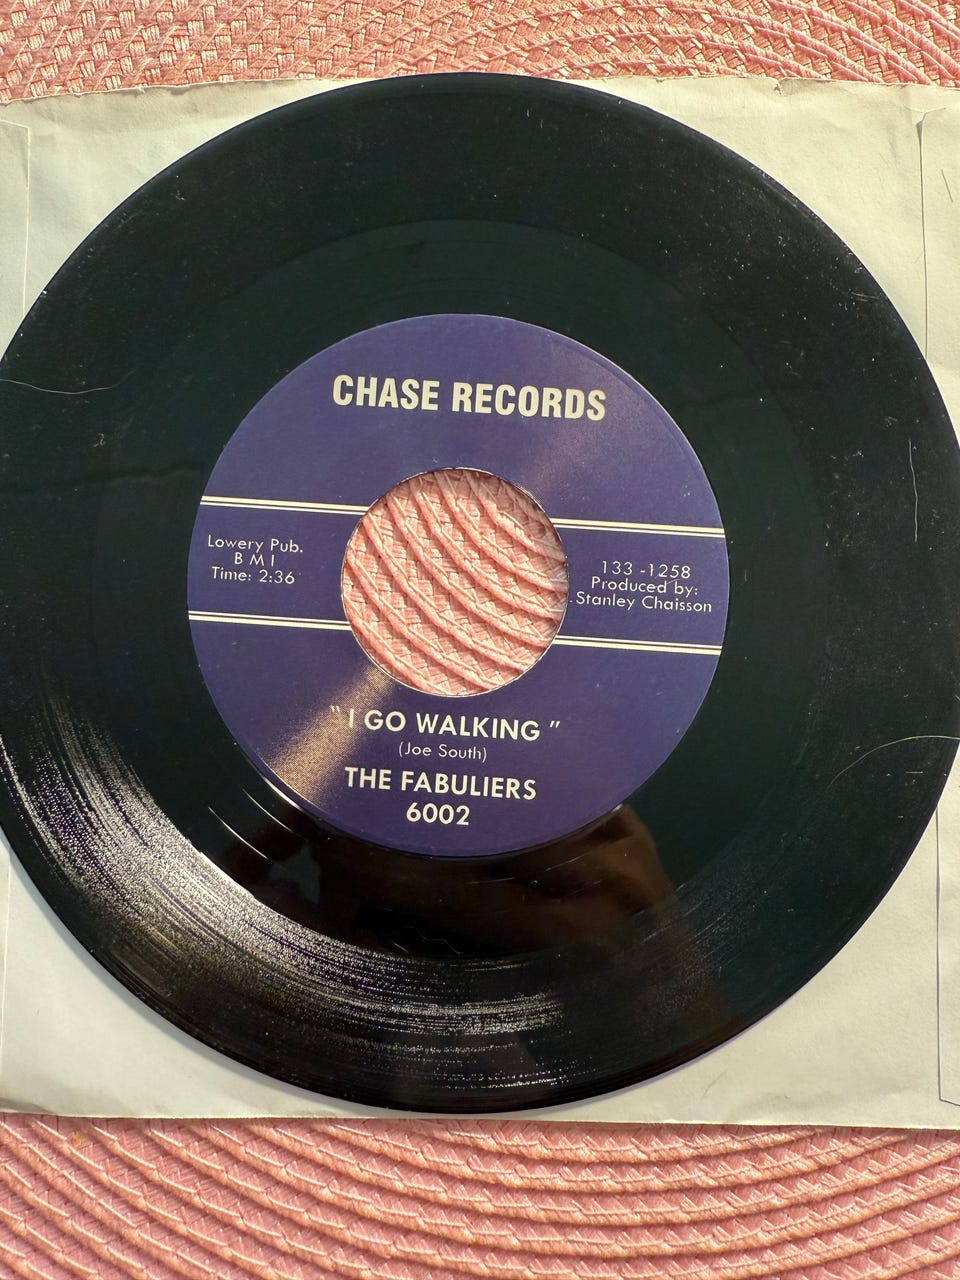 CHASE RECORDS
Lowery Pub.
B M I
Time: 2:36
133 -1258
Produced by:
Stanley Chaisson
" I GO WALKING "
(Joe South)
THE FABULIERS
6002